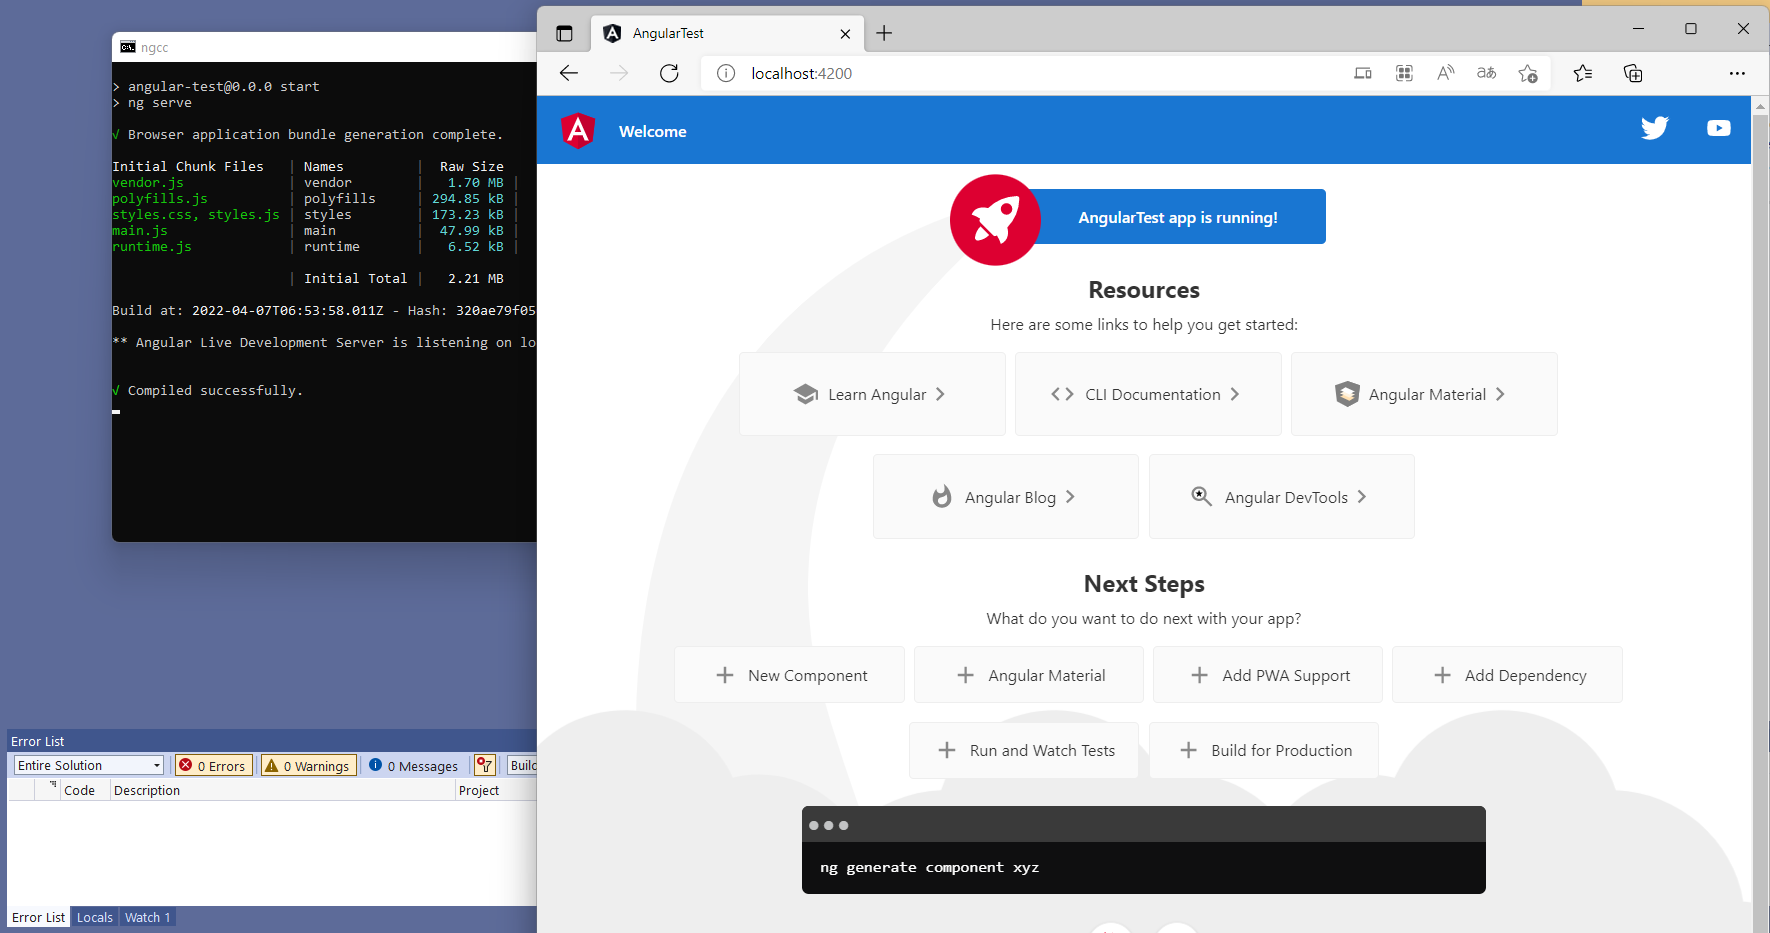 ngcc
> angular-test@0.0.0 start
> ng serve
√ Browser application bundle generation complete.
Initial Chunk Files | Names | Raw Size
vendor.js | vendor | 1.70 MB |
polyfills.js | polyfills | 294.85 kB |
styles.css, styles.js | styles | 173.23 kB |
main.js | main | 47.99 kB |
runtime.js | runtime | 6.52 kB |
| Initial Total | 2.21 MB
Build at: 2022-04-07T06:53:58.011Z - Hash: 320ae79f05
** Angular Live Development Server is listening on lo
√ Compiled successfully.
Error List
Entire Solution
0 Errors
0 Warnings
0 Messages
Build
Code Description Project
Error List Locals Watch 1
AngularTest
localhost:4200
Welcome
AngularTest app is running!
Resources
Here are some links to help you get started:
Learn Angular
CLI Documentation
Angular Material
Angular Blog
Angular DevTools
Next Steps
What do you want to do next with your app?
New Component
Angular Material
Add PWA Support
Add Dependency
Run and Watch Tests
Build for Production
ng generate component xyz